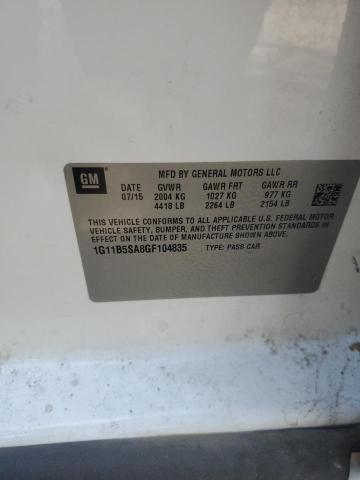 GM
MFD BY GENERAL MOTORS LLC
DATE GVWR GAWR FRT GAWR RR
07/15 2004 KG 1027 KG 977 KG
4418 LB 2264 LB 2154 LB
THIS VEHICLE CONFORMS TO ALL APPLICABLE U.S. FEDERAL MOTOR
VEHICLE SAFETY, BUMPER, AND THEFT PREVENTION STANDARDS IN
EFFECT ON THE DATE OF MANUFACTURE SHOWN ABOVE.
1G11B5SA8GF104835 TYPE: PASS CAR